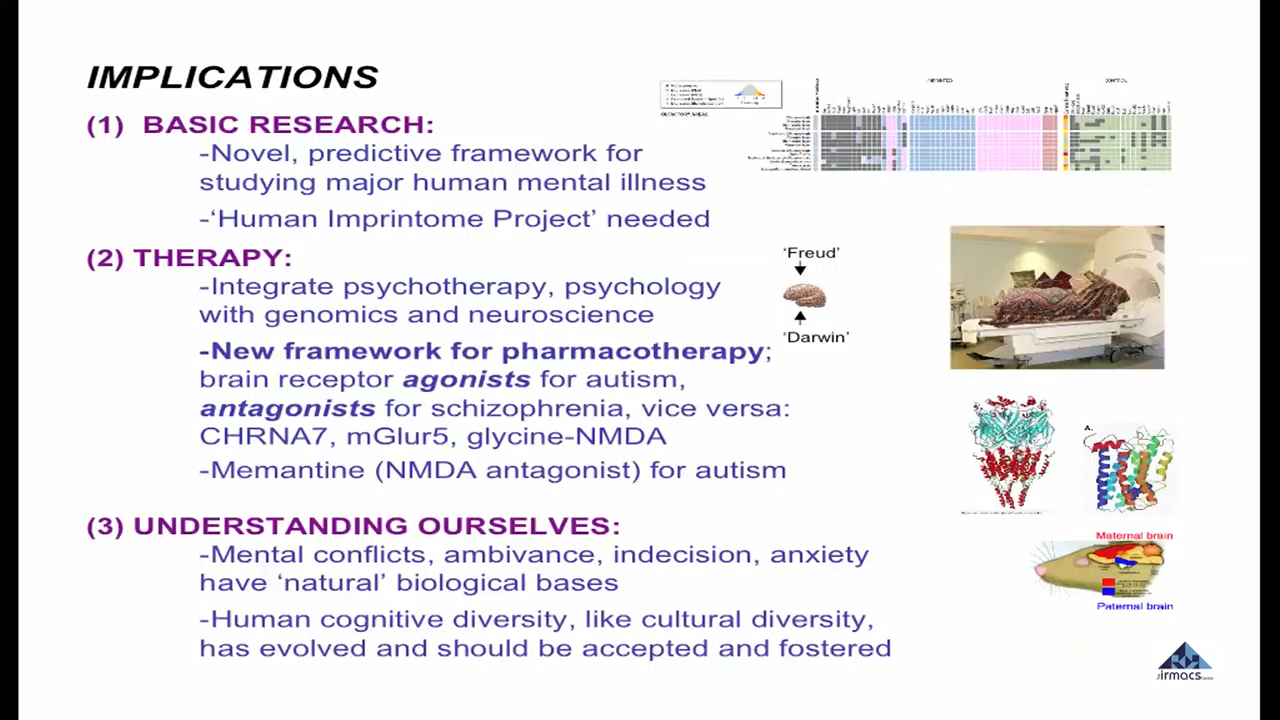 IMPLICATIONS
(1) BASIC RESEARCH:
-Novel, predictive framework for
studying major human mental illness
-‘Human Imprintome Project’ needed
(2) THERAPY:
-Integrate psychotherapy, psychology
with genomics and neuroscience
-New framework for pharmacotherapy;
brain receptor agonists for autism,
antagonists for schizophrenia, vice versa:
CHRNA7, mGlur5, glycine-NMDA
-Memantine (NMDA antagonist) for autism
(3) UNDERSTANDING OURSELVES:
-Mental conflicts, ambivance, indecision, anxiety
have ‘natural’ biological bases
-Human cognitive diversity, like cultural diversity,
has evolved and should be accepted and fostered
IMPRINTED
CONTROL
OLFACTORY AREAS
‘Freud’
‘Darwin’
A.
Maternal brain
Paternal brain
irmacs